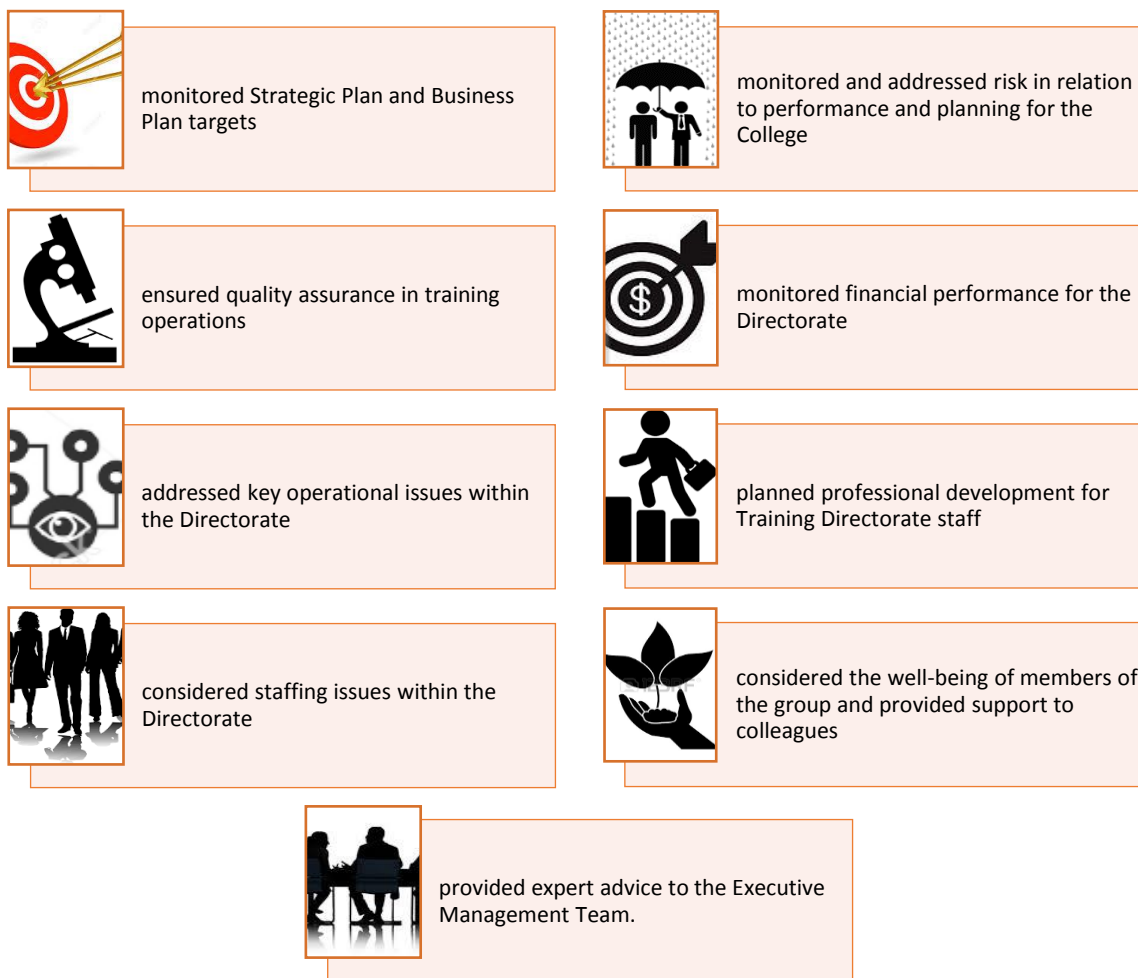 monitored Strategic Plan and Business
Plan targets
monitored and addressed risk in relation
to performance and planning for the
College
ensured quality assurance in training
operations
monitored financial performance for the
Directorate
$
addressed key operational issues within
the Directorate
planned professional development for
Training Directorate staff
considered staffing issues within the
Directorate
considered the well-being of members of
the group and provided support to
colleagues
provided expert advice to the Executive
Management Team.